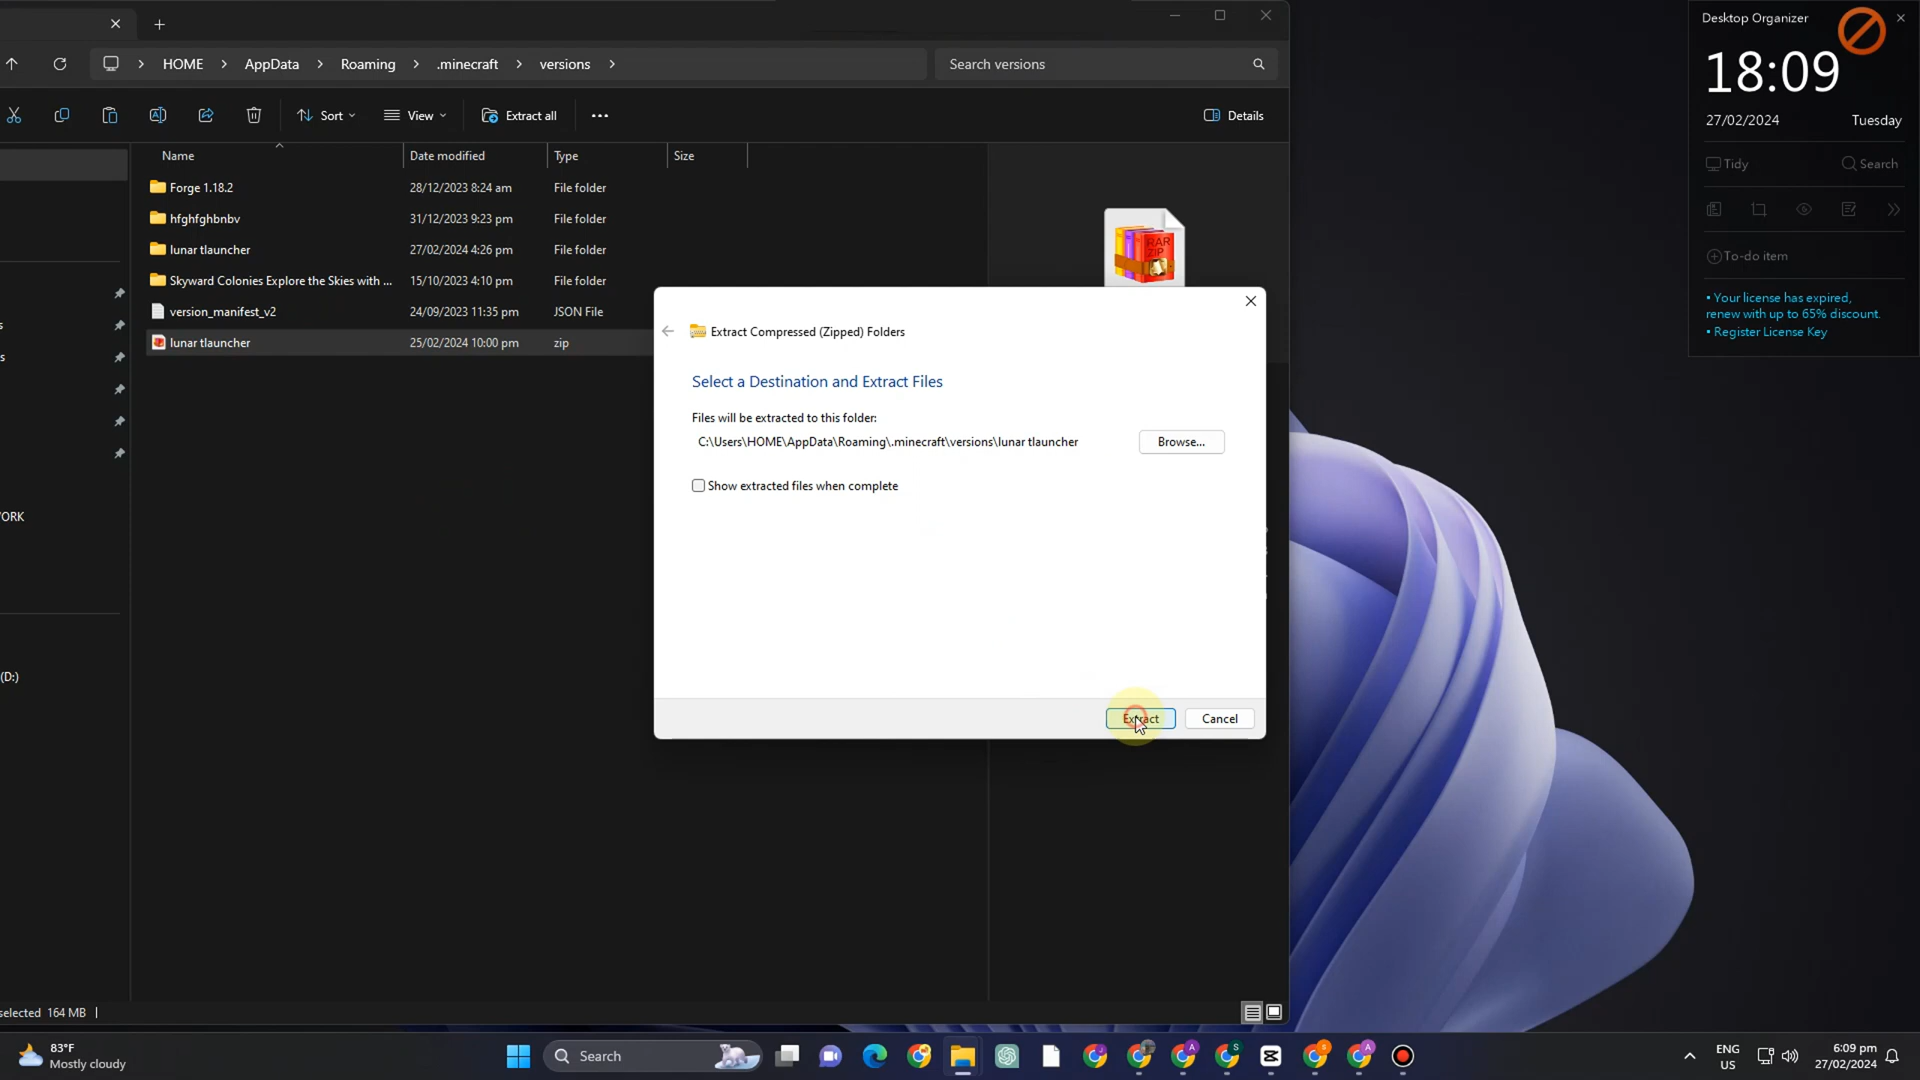 HOME
AppData
Roaming
.minecraft
versions
Search versions
Sort
View
Extract all
Details
Name
Date modified
Type
Size
Forge 1.18.2
28/12/2023 8:24 am
File folder
hfghfghbnbv
31/12/2023 9:23 pm
File folder
lunar tlauncher
27/02/2024 4:26 pm
File folder
Skyward Colonies Explore the Skies with ...
15/10/2023 4:10 pm
File folder
version_manifest_v2
24/09/2023 11:35 pm
JSON File
lunar tlauncher
25/02/2024 10:00 pm
zip
RAR
ZIP
s
s
ORK
(D:)
Extract Compressed (Zipped) Folders
Select a Destination and Extract Files
Files will be extracted to this folder:
C:\Users\HOME\AppData\Roaming\.minecraft\versions\lunar tlauncher
Browse...
Show extracted files when complete
Extract
Cancel
selected 164 MB
Desktop Organizer
18:09
27/02/2024
Tuesday
Tidy
Search
To-do item
• Your license has expired,
renew with up to 65% discount.
• Register License Key
83°F
Mostly cloudy
Search
J
A
S
S
A
ENG
US
6:09 pm
27/02/2024